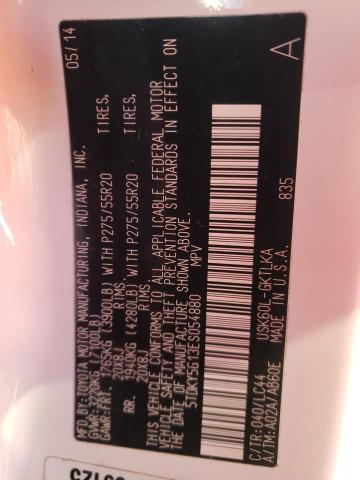 MFD.BY:TOYOTA MOTOR MANUFACTURING, INDIANA, INC. 05/14
GVWR:3220KG (7100LB)
GAWR:FRT 1765KG (3900LB) WITH P275/55R20 TIRES,
20X8J RIMS.
RR. 1940KG (4280LB) WITH P275/55R20 TIRES,
20X8J RIMS.
THIS VEHICLE CONFORMS TO ALL APPLICABLE FEDERAL MOTOR
VEHICLE SAFETY AND THEFT PREVENTION STANDARDS IN EFFECT ON
THE DATE OF MANUFACTURE SHOWN ABOVE.
5TDKY5G13ES054880 MPV
A
C/TR:040/LC44 USK60L-GKTLKA 835
A/TM:A02A/AB60E MADE IN U.S.A.